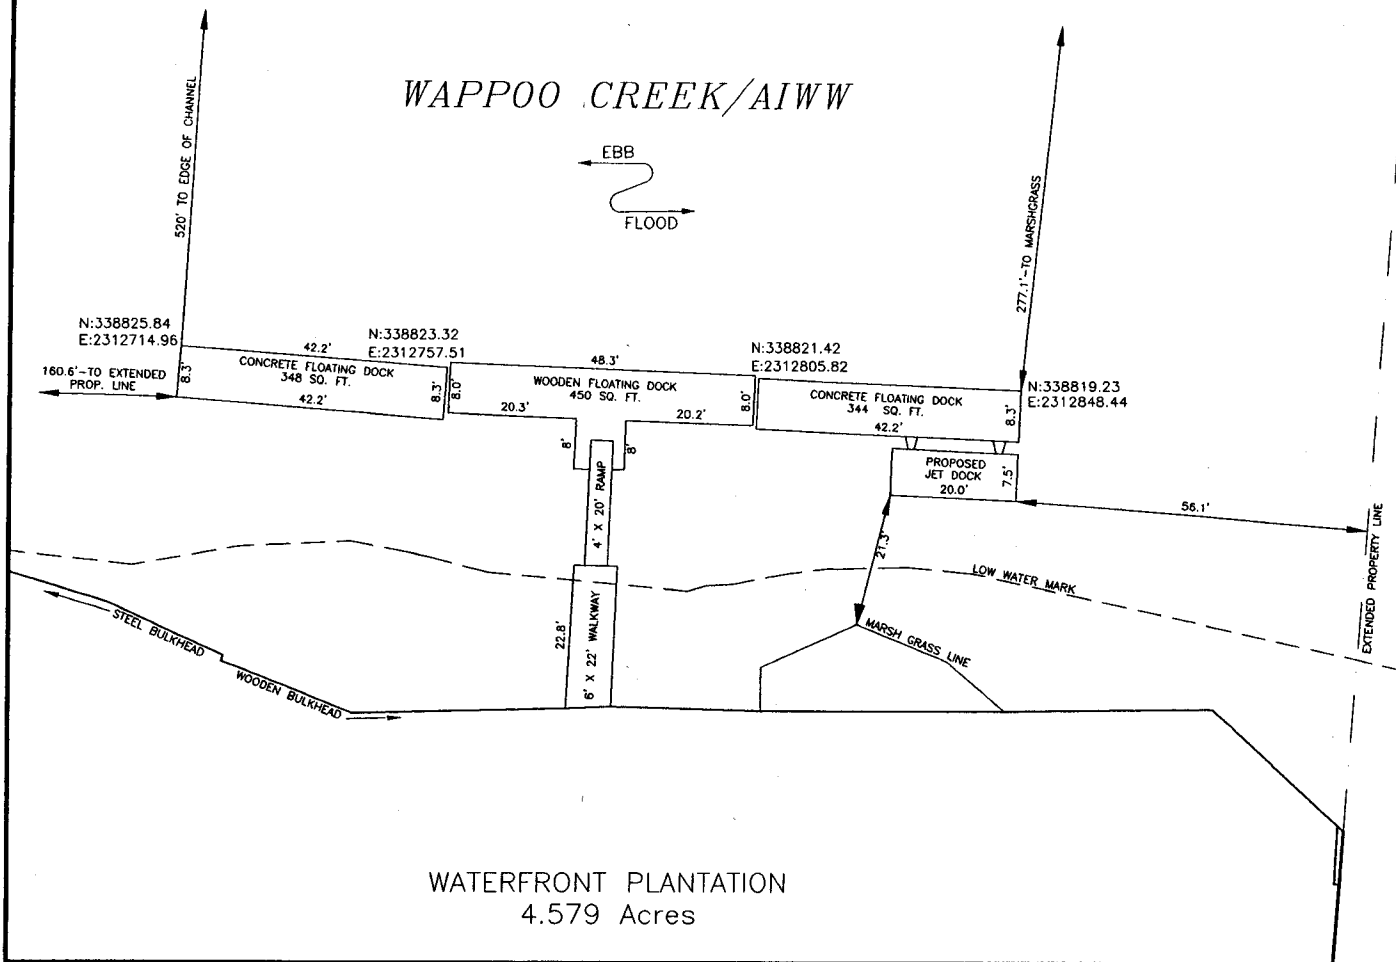 WAPPOO CREEK/AIWW
EBB
FLOOD
520' TO EDGE OF CHANNEL
277.1'-TO MARSHGRASS
N:338825.84
E:2312714.96
160.6'-TO EXTENDED
PROP. LINE
8.3'
42.2'
CONCRETE FLOATING DOCK
348 SQ. FT.
42.2'
8.3'
N:338823.32
E:2312757.51
8.0'
48.3'
WOODEN FLOATING DOCK
450 SQ. FT.
20.3'
20.2'
8.0'
8'
8'
N:338821.42
E:2312805.82
CONCRETE FLOATING DOCK
344 SQ. FT.
42.2'
8.3'
N:338819.23
E:2312848.44
PROPOSED
JET DOCK
20.0'
7.5'
56.1'
21.3'
4' X 20' RAMP
22.8'
6' X 22' WALKWAY
LOW WATER MARK
MARSH GRASS LINE
EXTENDED PROPERTY LINE
STEEL BULKHEAD
WOODEN BULKHEAD
WATERFRONT PLANTATION
4.579 Acres